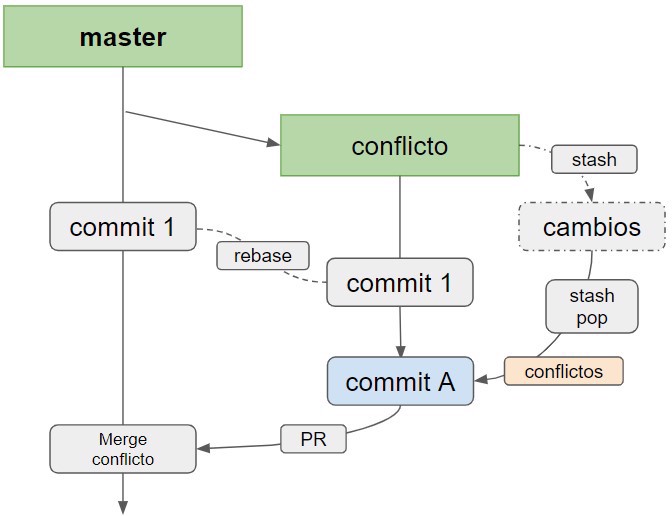 master
conflicto
stash
commit 1
cambios
rebase
commit 1
stash
pop
conflictos
commit A
PR
Merge
conflicto